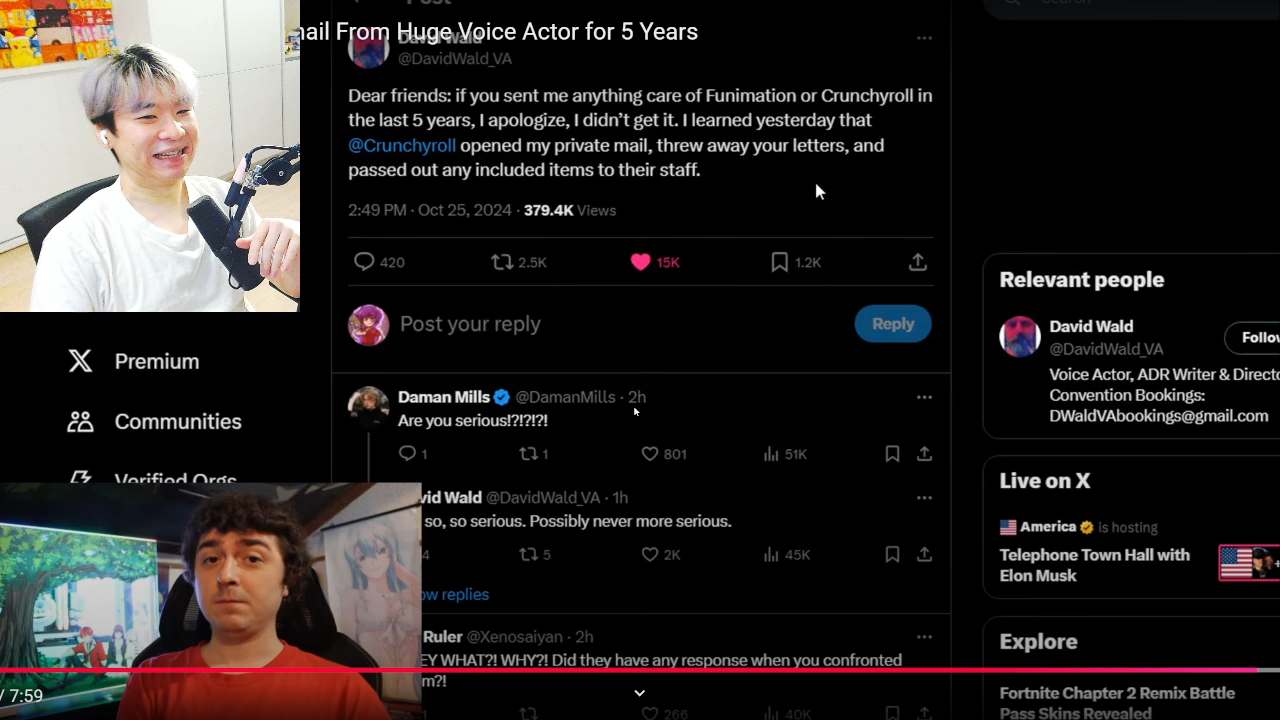 ail From Huge Voice Actor for 5 Years
Post
Search
David Wald
@DavidWald_VA
Dear friends: if you sent me anything care of Funimation or Crunchyroll in
the last 5 years, I apologize, I didn’t get it. I learned yesterday that
@Crunchyroll opened my private mail, threw away your letters, and
passed out any included items to their staff.
2:49 PM · Oct 25, 2024 · 379.4K Views
420 2.5K 15K 1.2K
Post your reply
Reply
Daman Mills @DamanMills · 2h
Are you serious!?!?!?!
1 1 801 51K
vid Wald @DavidWald_VA · 1h
so, so serious. Possibly never more serious.
4 5 2K 45K
ow replies
Ruler @Xenosaiyan · 2h
EY WHAT?! WHY?! Did they have any response when you confronted
m?!
1 266 40K
Premium
Communities
Verified Orgs
/ 7:59
Relevant people
David Wald
@DavidWald_VA
Follow
Voice Actor, ADR Writer & Directo
Convention Bookings:
DWaldVAbookings@gmail.com
Live on X
America is hosting
Telephone Town Hall with
Elon Musk
Explore
Fortnite Chapter 2 Remix Battle
Pass Skins Revealed